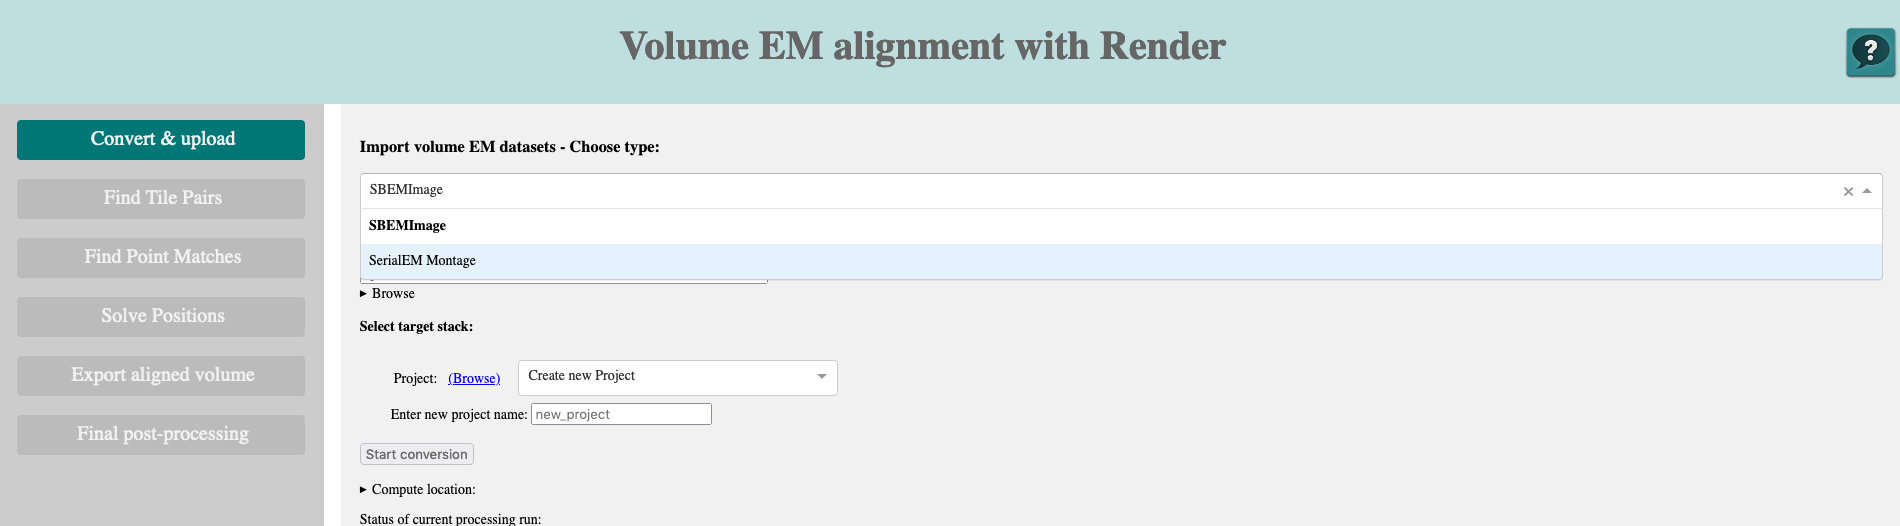 Volume EM alignment with Render
?
Convert & upload
Find Tile Pairs
Find Point Matches
Solve Positions
Export aligned volume
Final post-processing
Import volume EM datasets - Choose type:
SBEMImage
SBEMImage
SerialEM Montage
Browse
Select target stack:
Project: (Browse) Create new Project
Enter new project name: new_project
Start conversion
Compute location:
Status of current processing run: